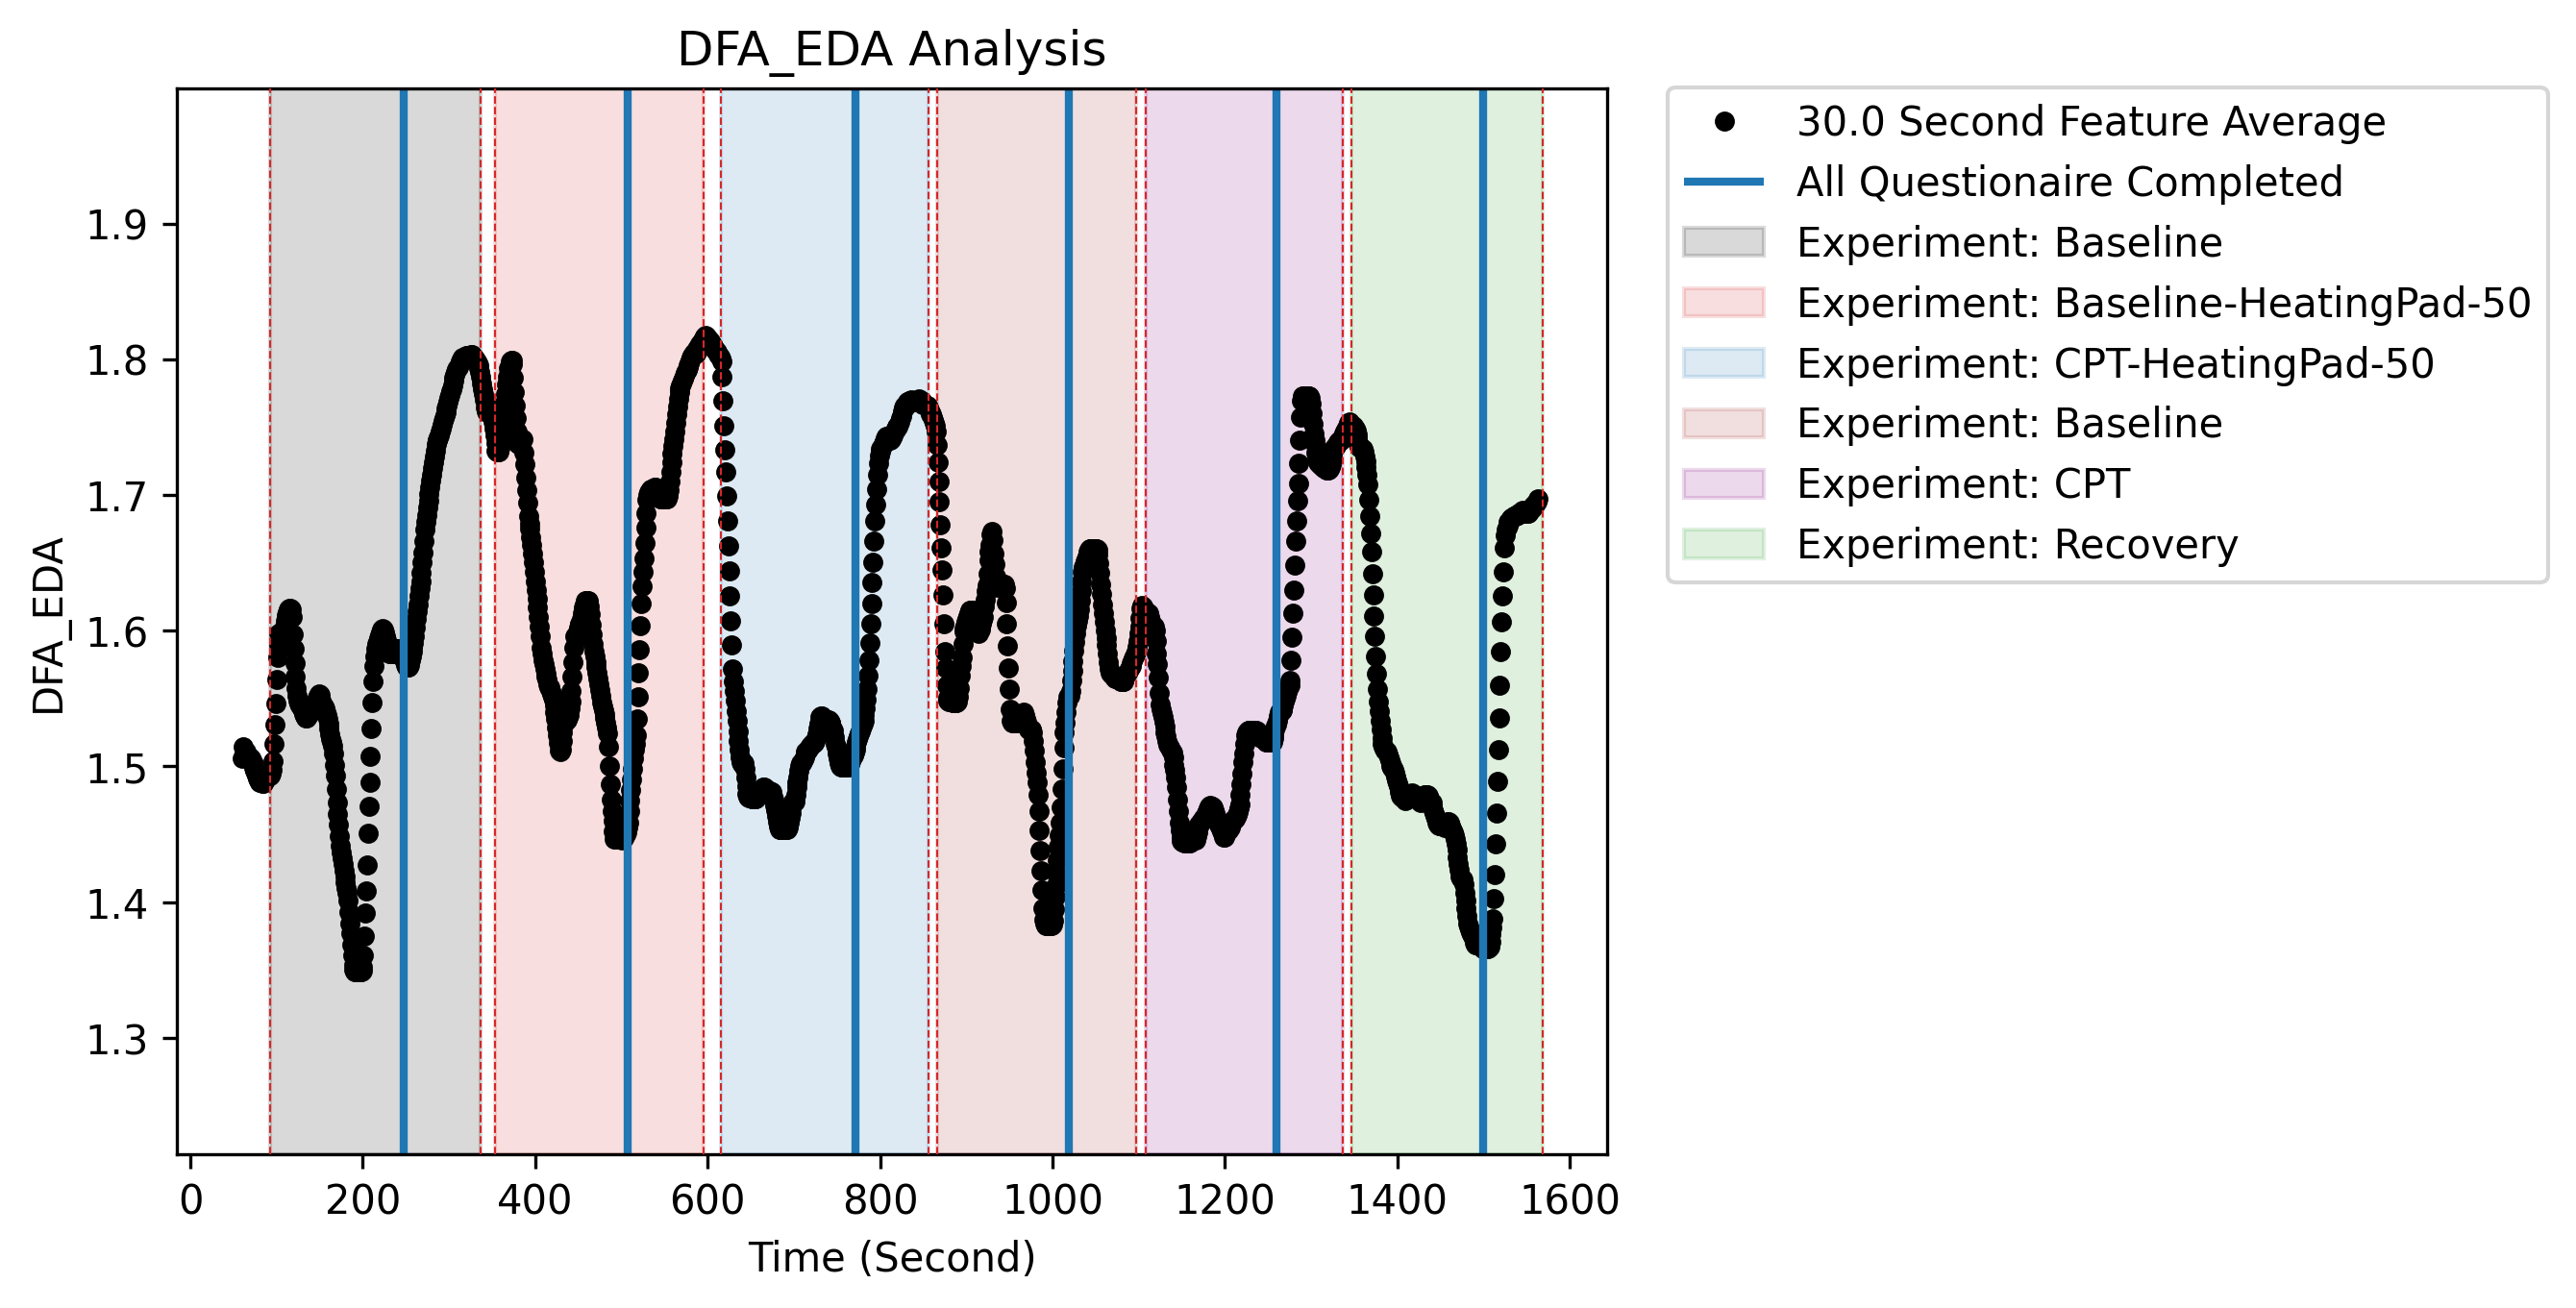 DFA_EDA Analysis
30.0 Second Feature Average
All Questionaire Completed
Experiment: Baseline
Experiment: Baseline-HeatingPad-50
Experiment: CPT-HeatingPad-50
Experiment: Baseline
Experiment: CPT
Experiment: Recovery
DFA_EDA
1.9
1.8
1.7
1.6
1.5
1.4
1.3
0 200 400 600 800 1000 1200 1400 1600
Time (Second)